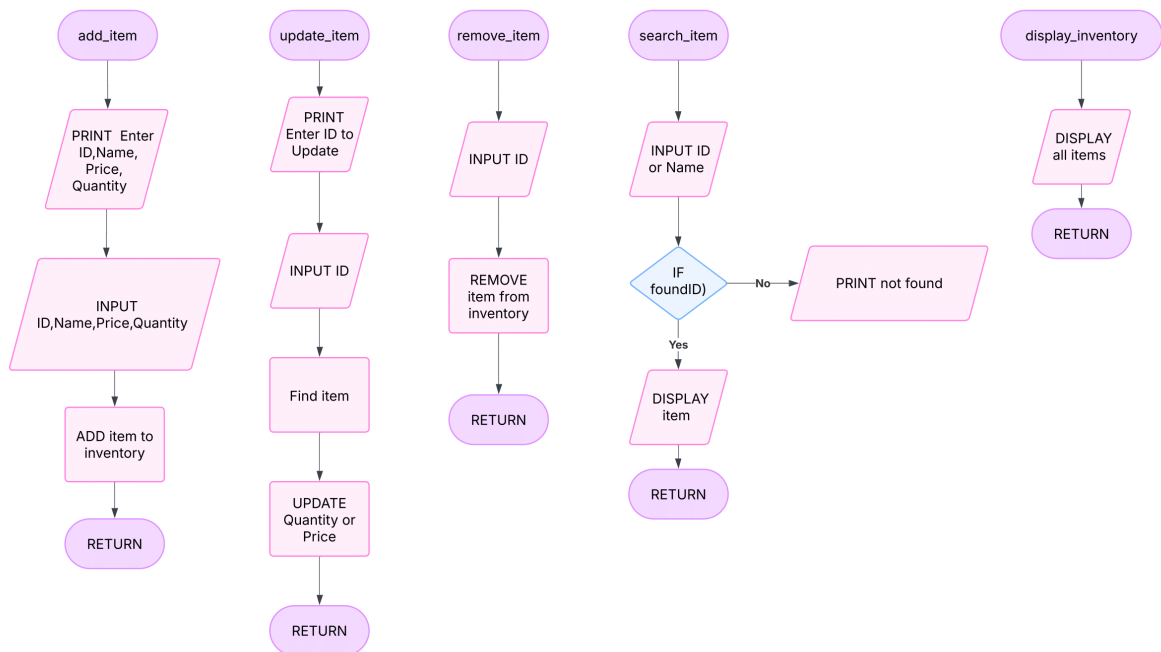 add_item
PRINT  Enter
ID,Name,
Price,
Quantity
INPUT
ID,Name,Price,Quantity
ADD item to
inventory
RETURN
update_item
PRINT
Enter ID to
Update
INPUT ID
Find item
UPDATE
Quantity or
Price
RETURN
remove_item
INPUT ID
REMOVE
item from
inventory
RETURN
search_item
INPUT ID
or Name
IF
foundID)
No
PRINT not found
Yes
DISPLAY
item
RETURN
display_inventory
DISPLAY
all items
RETURN